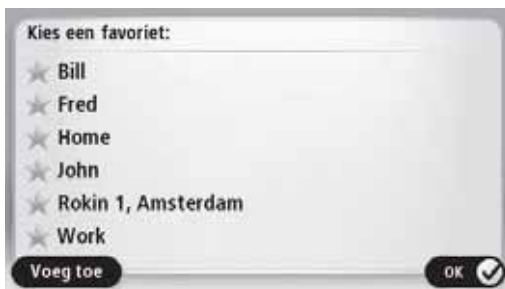 Kies een favoriet:
Bill
Fred
Home
John
Rokin 1, Amsterdam
Work
Voeg toe
OK